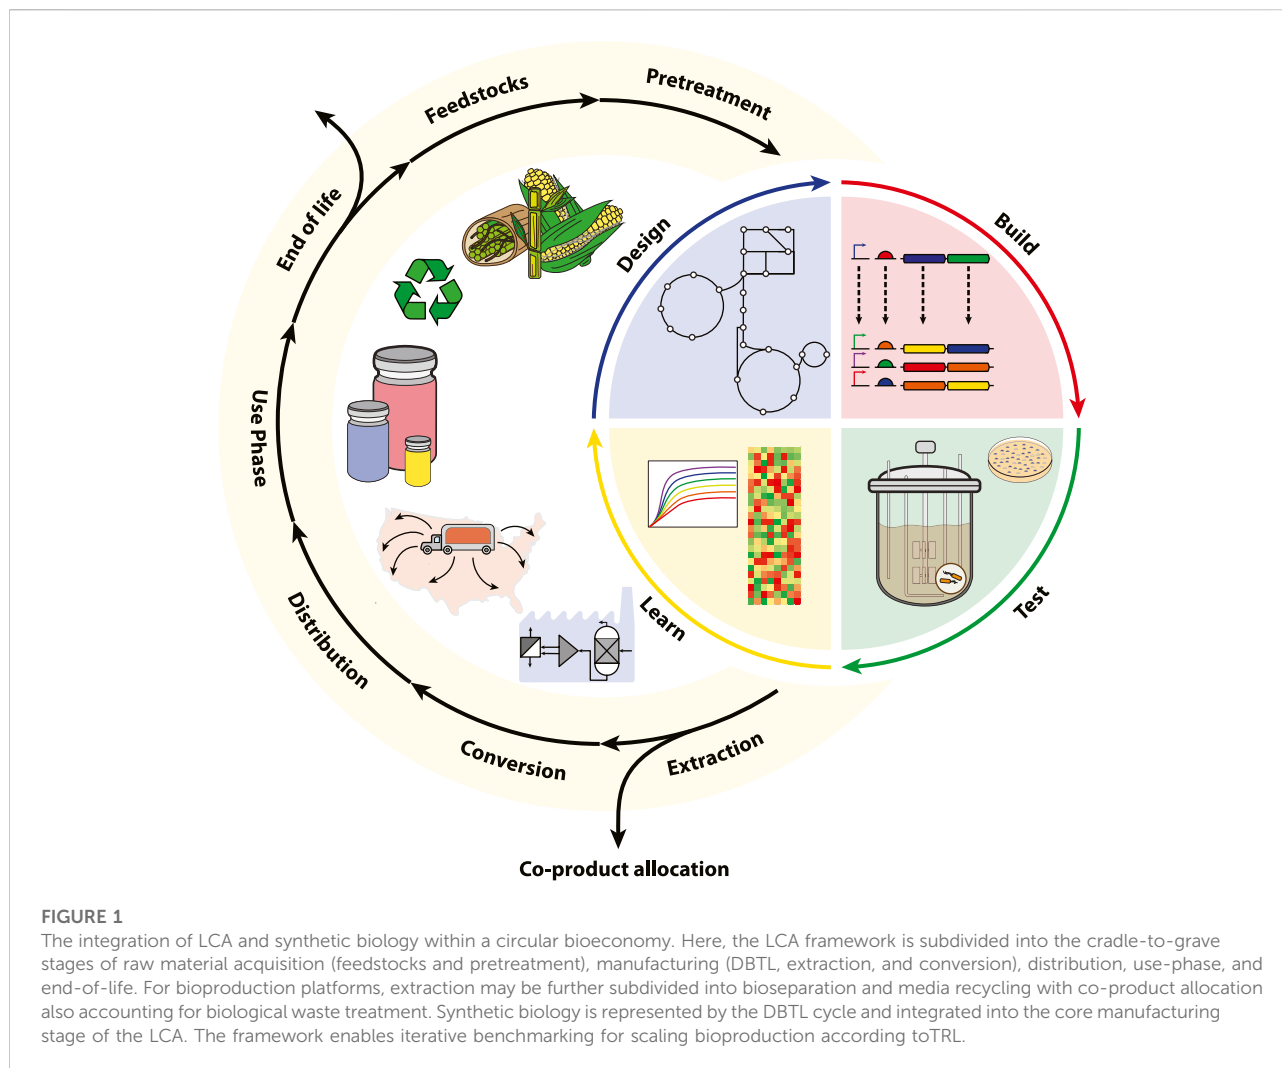 Feedstocks
Pretreatment
End of life
Design
Build
Use Phase
Distribution
Learn
Test
Conversion
Extraction
Co-product allocation
FIGURE 1
The integration of LCA and synthetic biology within a circular bioeconomy. Here, the LCA framework is subdivided into the cradle-to-grave
stages of raw material acquisition (feedstocks and pretreatment), manufacturing (DBTL, extraction, and conversion), distribution, use-phase, and
end-of-life. For bioproduction platforms, extraction may be further subdivided into bioseparation and media recycling with co-product allocation
also accounting for biological waste treatment. Synthetic biology is represented by the DBTL cycle and integrated into the core manufacturing
stage of the LCA. The framework enables iterative benchmarking for scaling bioproduction according toTRL.